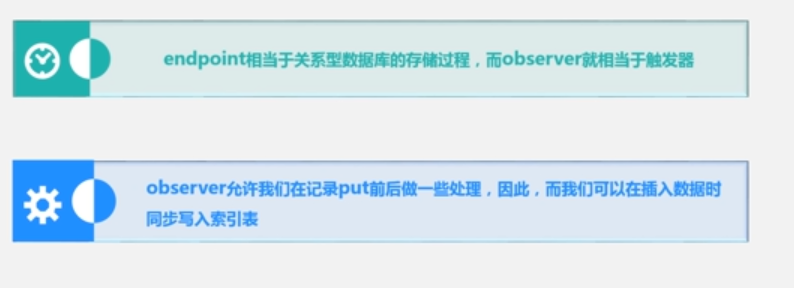 endpoint相当于关系型数据库的存储过程，而observer就相当于触发器
observer允许我们在记录put前后做一些处理，因此，而我们可以在插入数据时
同步写入索引表